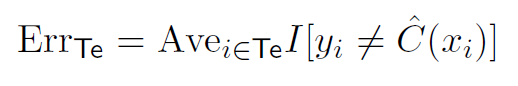 Err_Te = Ave_{i∈Te} I[y_i ≠ Ĉ(x_i)]